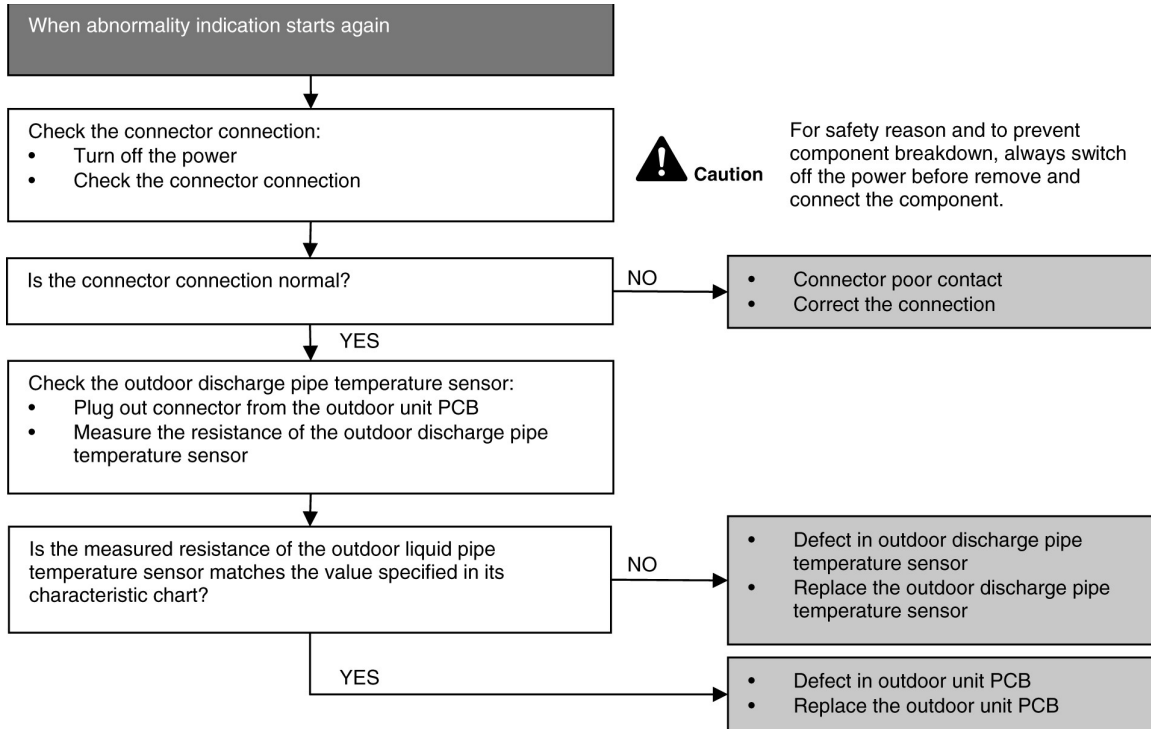 When abnormality indication starts again
Check the connector connection:
• Turn off the power
• Check the connector connection
Caution
For safety reason and to prevent
component breakdown, always switch
off the power before remove and
connect the component.
Is the connector connection normal?
NO
• Connector poor contact
• Correct the connection
YES
Check the outdoor discharge pipe temperature sensor:
• Plug out connector from the outdoor unit PCB
• Measure the resistance of the outdoor discharge pipe
temperature sensor
Is the measured resistance of the outdoor liquid pipe
temperature sensor matches the value specified in its
characteristic chart?
NO
• Defect in outdoor discharge pipe
temperature sensor
• Replace the outdoor discharge pipe
temperature sensor
YES
• Defect in outdoor unit PCB
• Replace the outdoor unit PCB